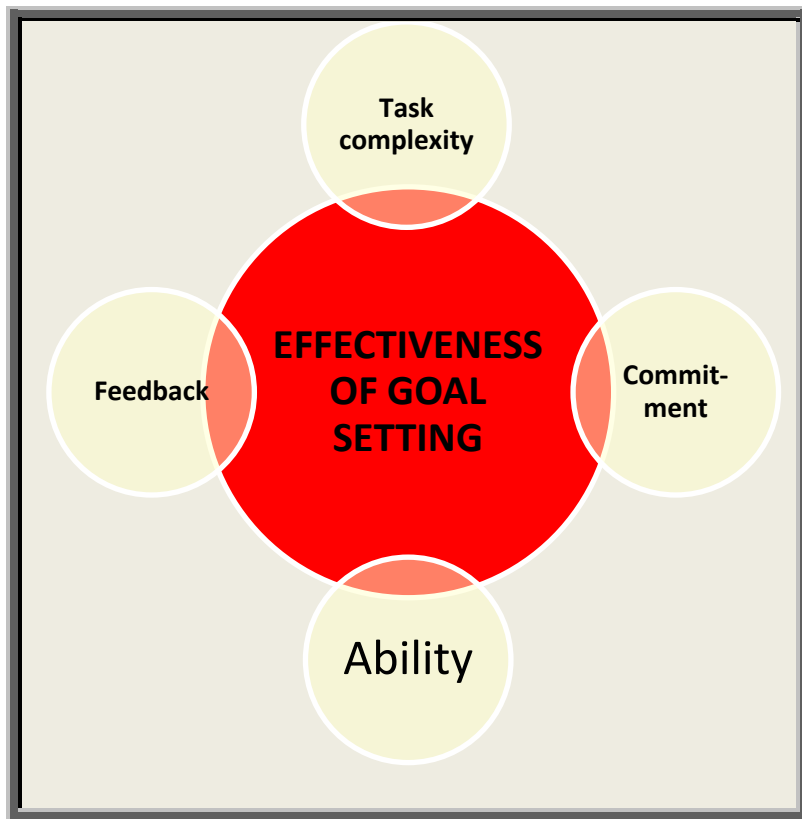 Task
complexity
EFFECTIVENESS
OF GOAL
SETTING
Feedback
Commit-
ment
Ability